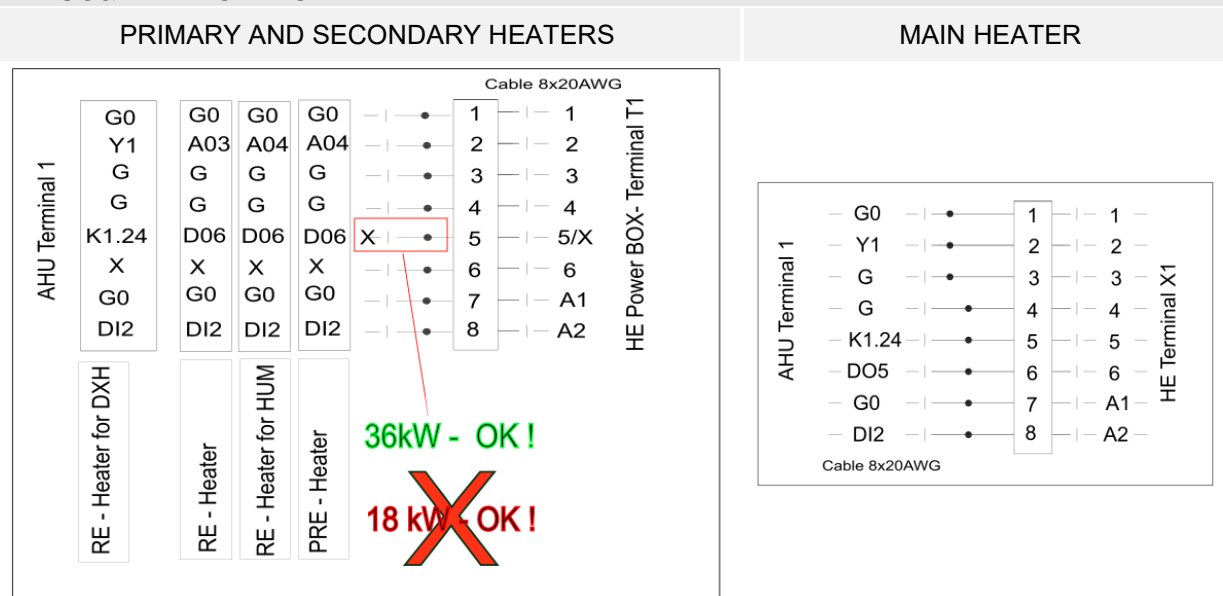 PRIMARY AND SECONDARY HEATERS
MAIN HEATER
Cable 8x20AWG
AHU Terminal 1
G0 G0 G0 G0 1 1
Y1 A03 A04 A04 2 2
G G G G 3 3
G G G G 4 4
K1.24 D06 D06 D06 X 5 5/X
X X X X 6 6
G0 G0 G0 G0 7 A1
DI2 DI2 DI2 DI2 8 A2
HE Power BOX- Terminal T1
RE - Heater for DXH
RE - Heater
RE - Heater for HUM
PRE - Heater
36kW - OK !
18 kW - OK !
AHU Terminal 1
G0 1 1
Y1 2 2
G 3 3
G 4 4
K1.24 5 5
DO5 6 6
G0 7 A1
DI2 8 A2
HE Terminal X1
Cable 8x20AWG